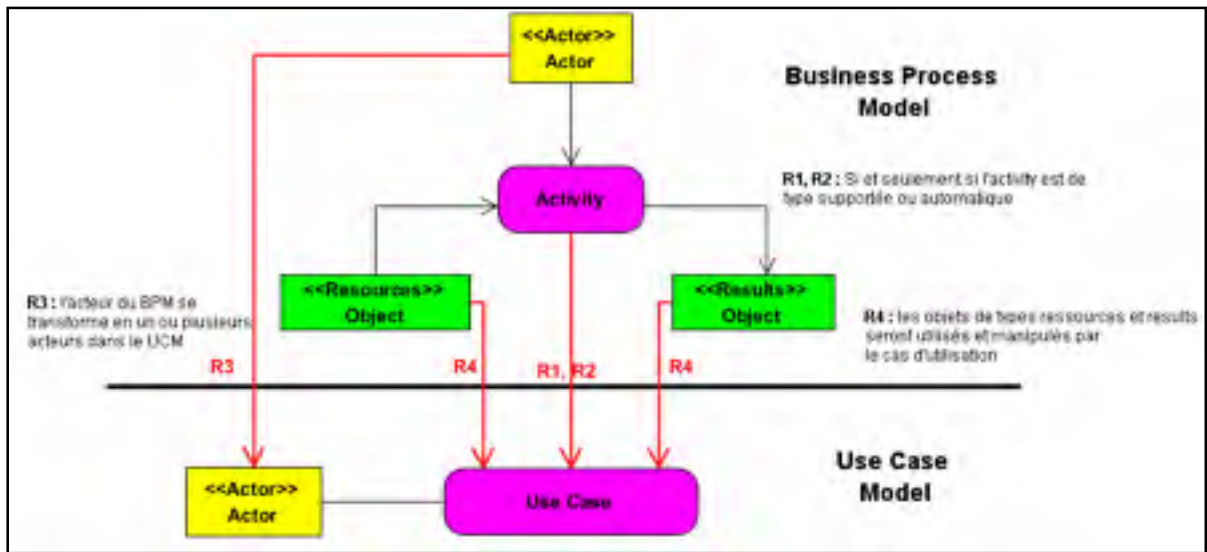 <<Actor>>
Actor
Business Process
Model
Activity
R1, R2 : Si et seulement si l'activity est de
type supportée ou automatique
<<Resources>>
Object
<<Results>>
Object
R3 : l'acteur du BPM se
transforme en un ou plusieurs
acteurs dans le UCM
R4 : les objets de types ressources et results
seront utilisés et manipulés par
le cas d'utilisation
R3
R4
R1, R2
R4
<<Actor>>
Actor
Use Case
Use Case
Model